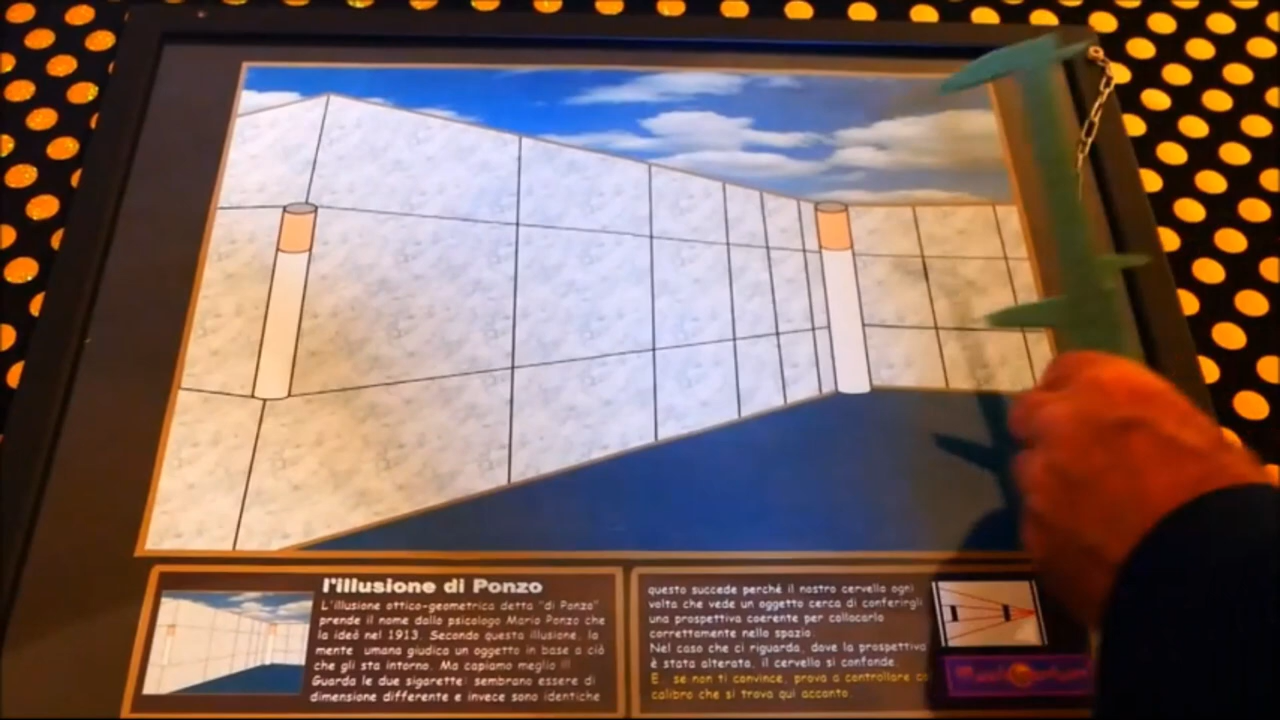 l'illusione di Ponzo
L'illusione ottico-geometrica detta "di Ponzo"
prende il nome dallo psicologo Mario Ponzo che
la ideò nel 1913. Secondo questa illusione, la
mente umana giudica un oggetto in base a ciò
che gli sta intorno. Ma capiamo meglio !!!
Guarda le due sigarette: sembrano essere di
dimensione differente e invece sono identiche
questo succede perché il nostro cervello ogni
volta che vede un oggetto cerca di conferirgli
una prospettiva coerente per collocarlo
correttamente nello spazio.
Nel caso che ci riguarda, dove la prospettiva
è stata alterata, il cervello si confonde.
E.. se non ti convince, prova a controllare co
calibro che si trova qui accanto.